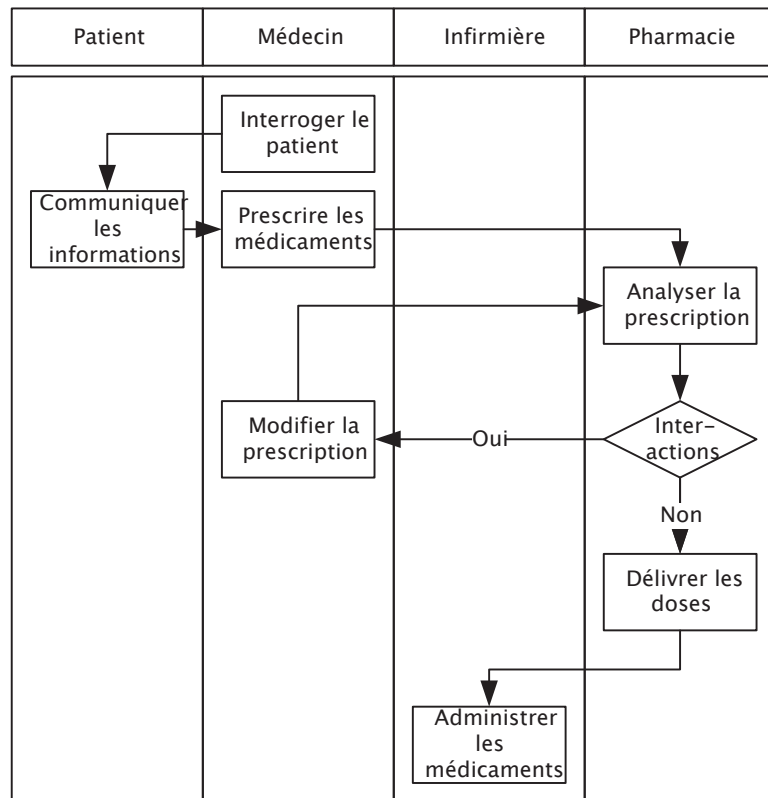 Patient
Médecin
Infirmière
Pharmacie
Interroger le
patient
Communiquer
les
informations
Prescrire les
médicaments
Analyser la
prescription
Modifier la
prescription
Oui
Inter-
actions
Non
Délivrer les
doses
Administrer
les
médicaments